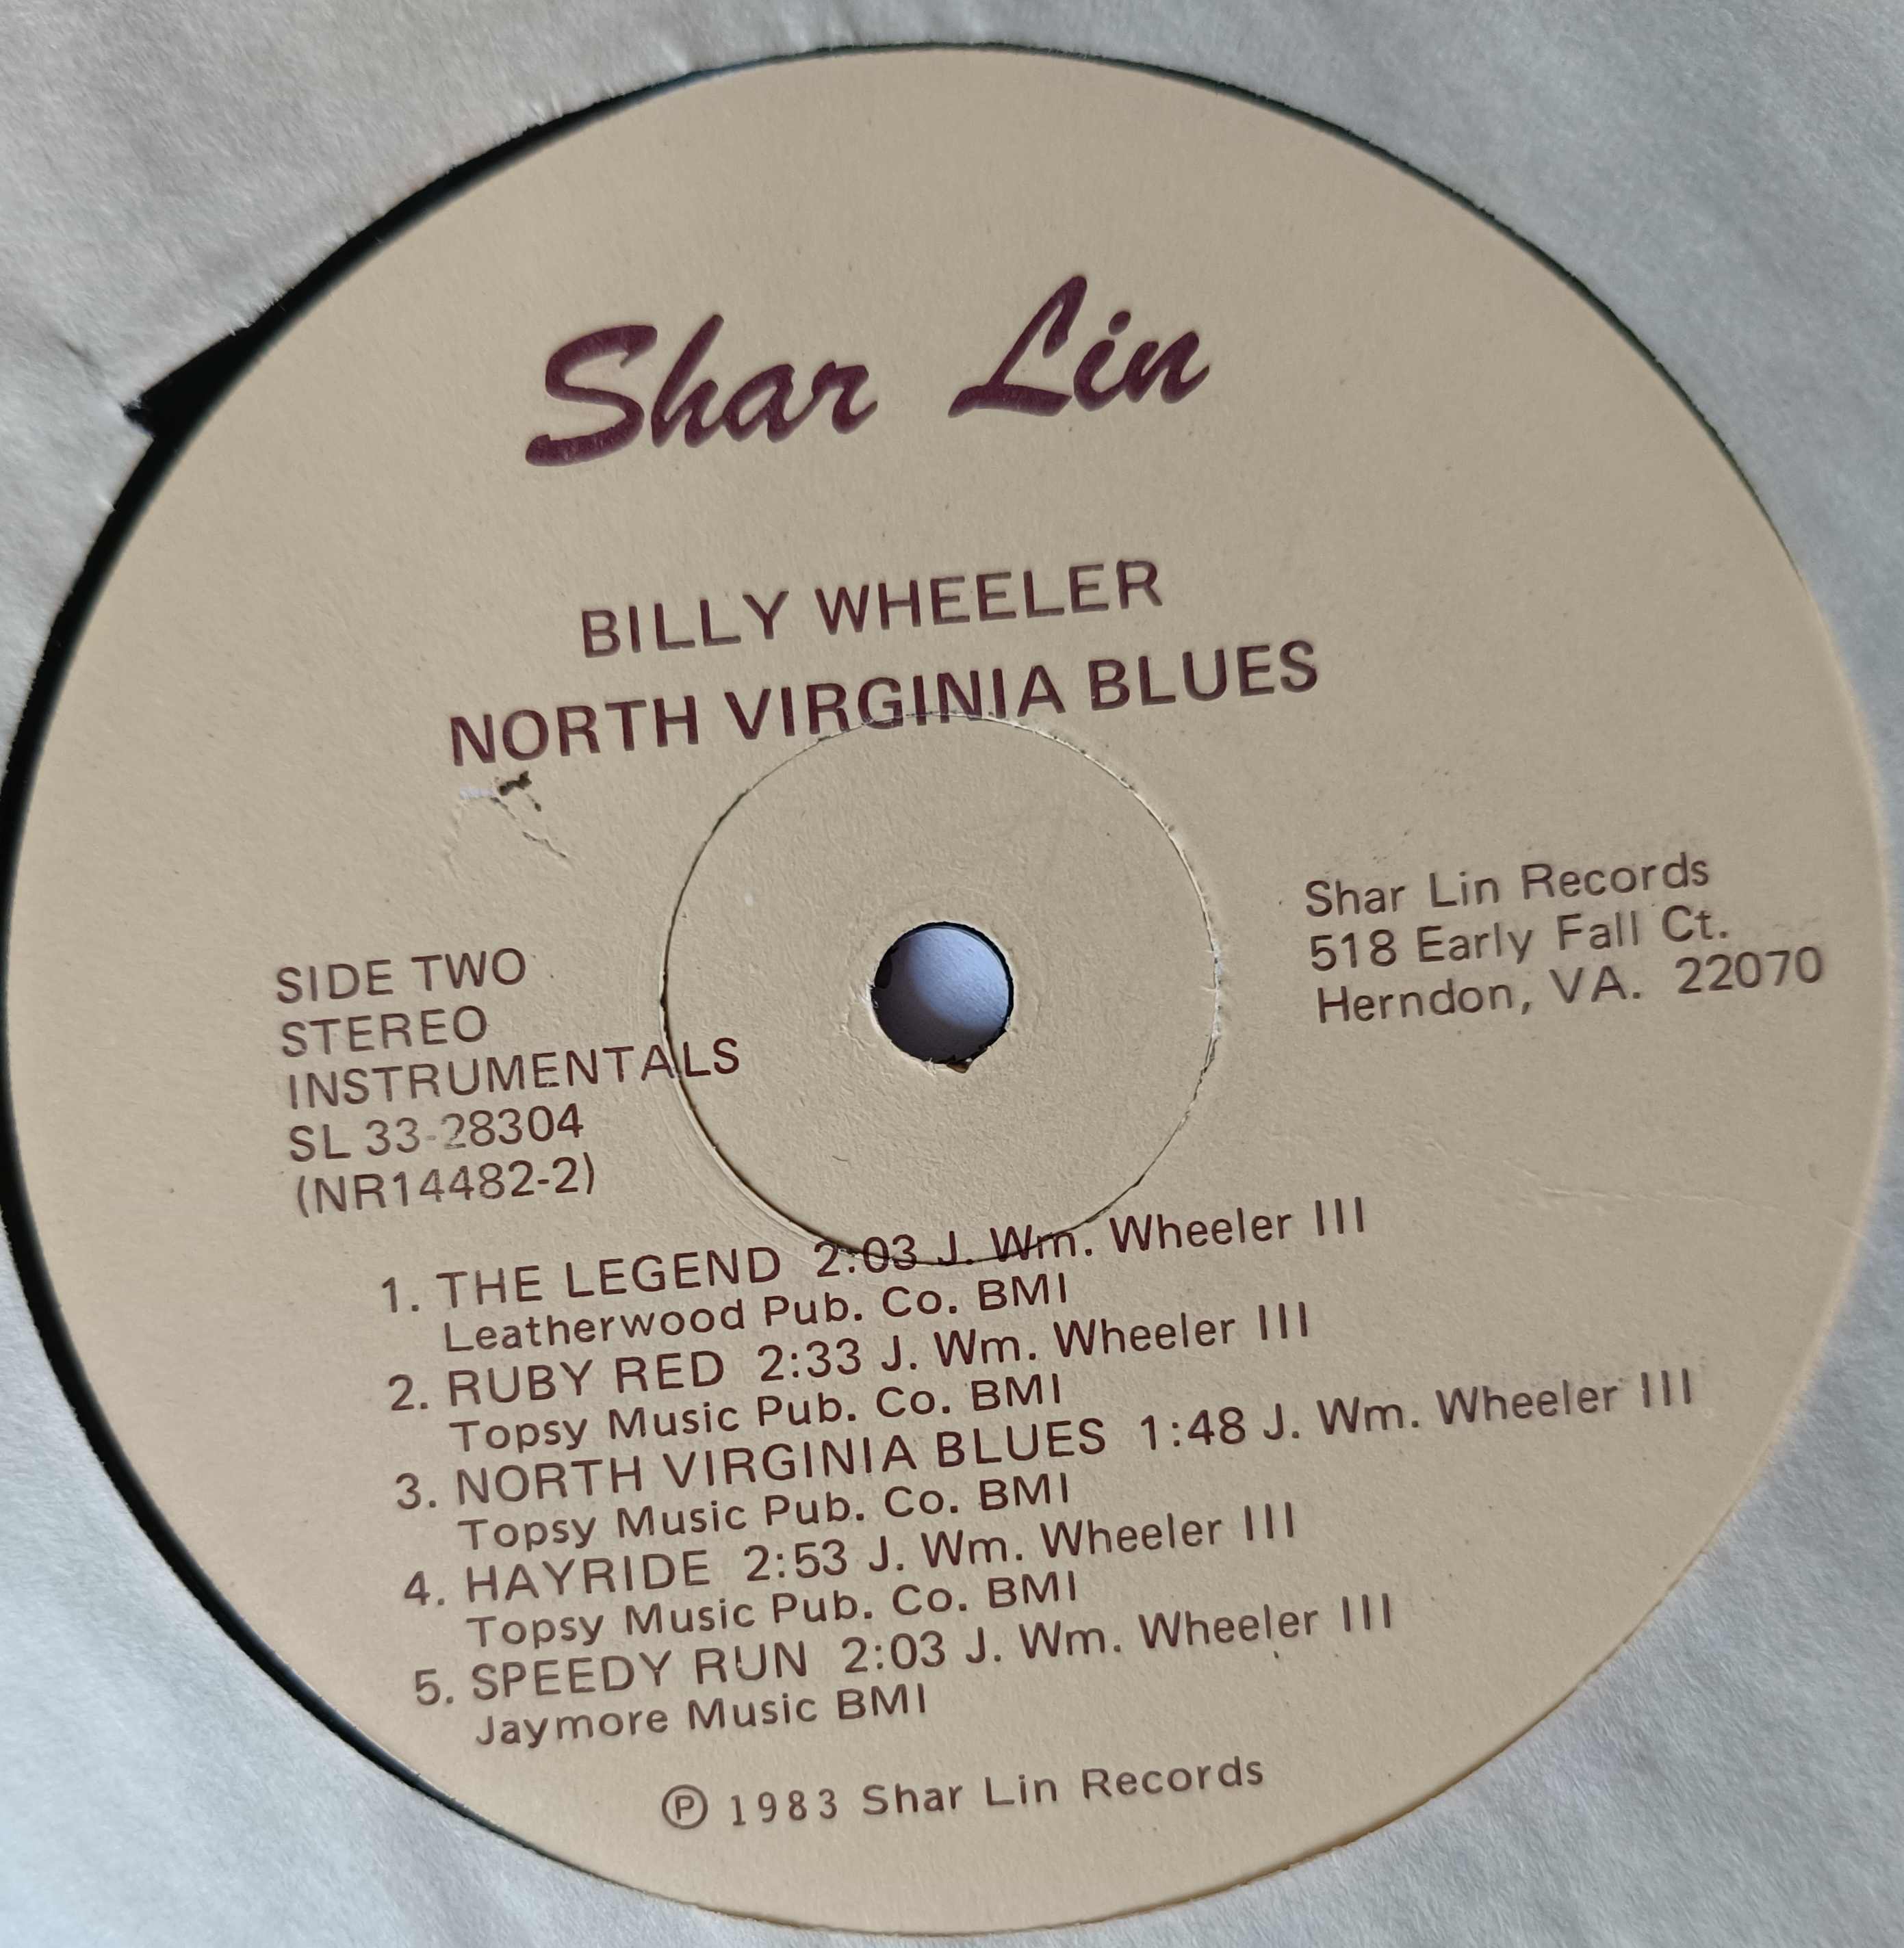 Shar Lin
BILLY WHEELER
NORTH VIRGINIA BLUES
SIDE TWO
STEREO
INSTRUMENTALS
SL 33-28304
(NR14482-2)
Shar Lin Records
518 Early Fall Ct.
Herndon, VA. 22070
1. THE LEGEND 2:03 J. Wm. Wheeler III
Leatherwood Pub. Co. BMI
2. RUBY RED 2:33 J. Wm. Wheeler III
Topsy Music Pub. Co. BMI
3. NORTH VIRGINIA BLUES 1:48 J. Wm. Wheeler III
Topsy Music Pub. Co. BMI
4. HAYRIDE 2:53 J. Wm. Wheeler III
Topsy Music Pub. Co. BMI
5. SPEEDY RUN 2:03 J. Wm. Wheeler III
Jaymore Music BMI
℗ 1983 Shar Lin Records